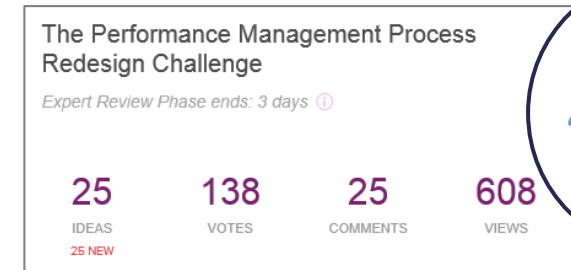 The Performance Management Process
Redesign Challenge
Expert Review Phase ends: 3 days
25 138 25 608
IDEAS VOTES COMMENTS VIEWS
25 NEW